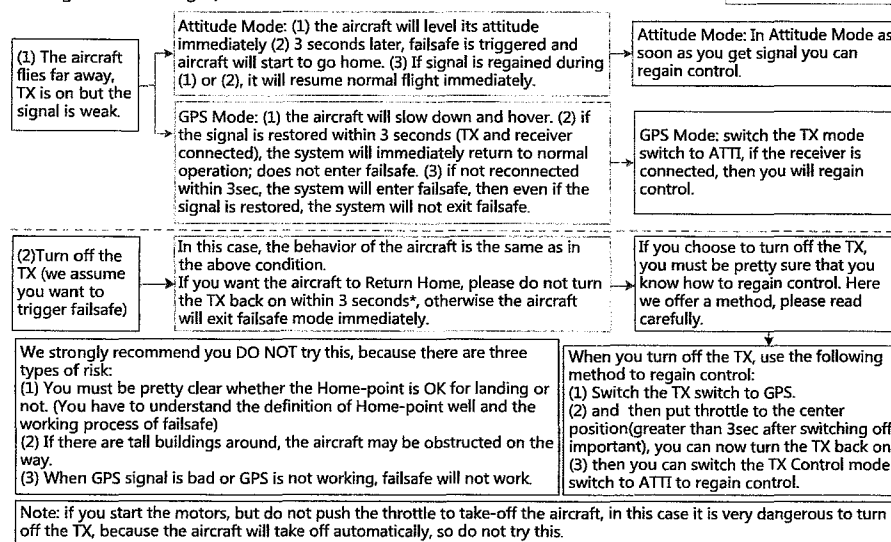 (1) The aircraft
flies far away,
TX is on but the
signal is weak.
Attitude Mode: (1) the aircraft will level its attitude
immediately (2) 3 seconds later, failsafe is triggered and
aircraft will start to go home. (3) If signal is regained during
(1) or (2), it will resume normal flight immediately.
Attitude Mode: In Attitude Mode as
soon as you get signal you can
regain control.
GPS Mode: (1) the aircraft will slow down and hover. (2) if
the signal is restored within 3 seconds (TX and receiver
connected), the system will immediately return to normal
operation; does not enter failsafe. (3) if not reconnected
within 3sec, the system will enter failsafe, then even if the
signal is restored, the system will not exit failsafe.
GPS Mode: switch the TX mode
switch to ATTI, if the receiver is
connected, then you will regain
control.
(2)Turn off the
TX (we assume
you want to
trigger failsafe)
In this case, the behavior of the aircraft is the same as in
the above condition.
If you want the aircraft to Return Home, please do not turn
the TX back on within 3 seconds*, otherwise the aircraft
will exit failsafe mode immediately.
If you choose to turn off the TX,
you must be pretty sure that you
know how to regain control. Here
we offer a method, please read
carefully.
We strongly recommend you DO NOT try this, because there are three
types of risk:
(1) You must be pretty clear whether the Home-point is OK for landing or
not. (You have to understand the definition of Home-point well and the
working process of failsafe)
(2) If there are tall buildings around, the aircraft may be obstructed on the
way.
(3) When GPS signal is bad or GPS is not working, failsafe will not work.
When you turn off the TX, use the following
method to regain control:
(1) Switch the TX switch to GPS.
(2) and then put throttle to the center
position(greater than 3sec after switching off
important), you can now turn the TX back on
(3) then you can switch the TX Control mode
switch to ATTI to regain control.
Note: if you start the motors, but do not push the throttle to take-off the aircraft, in this case it is very dangerous to turn
off the TX, because the aircraft will take off automatically, so do not try this.